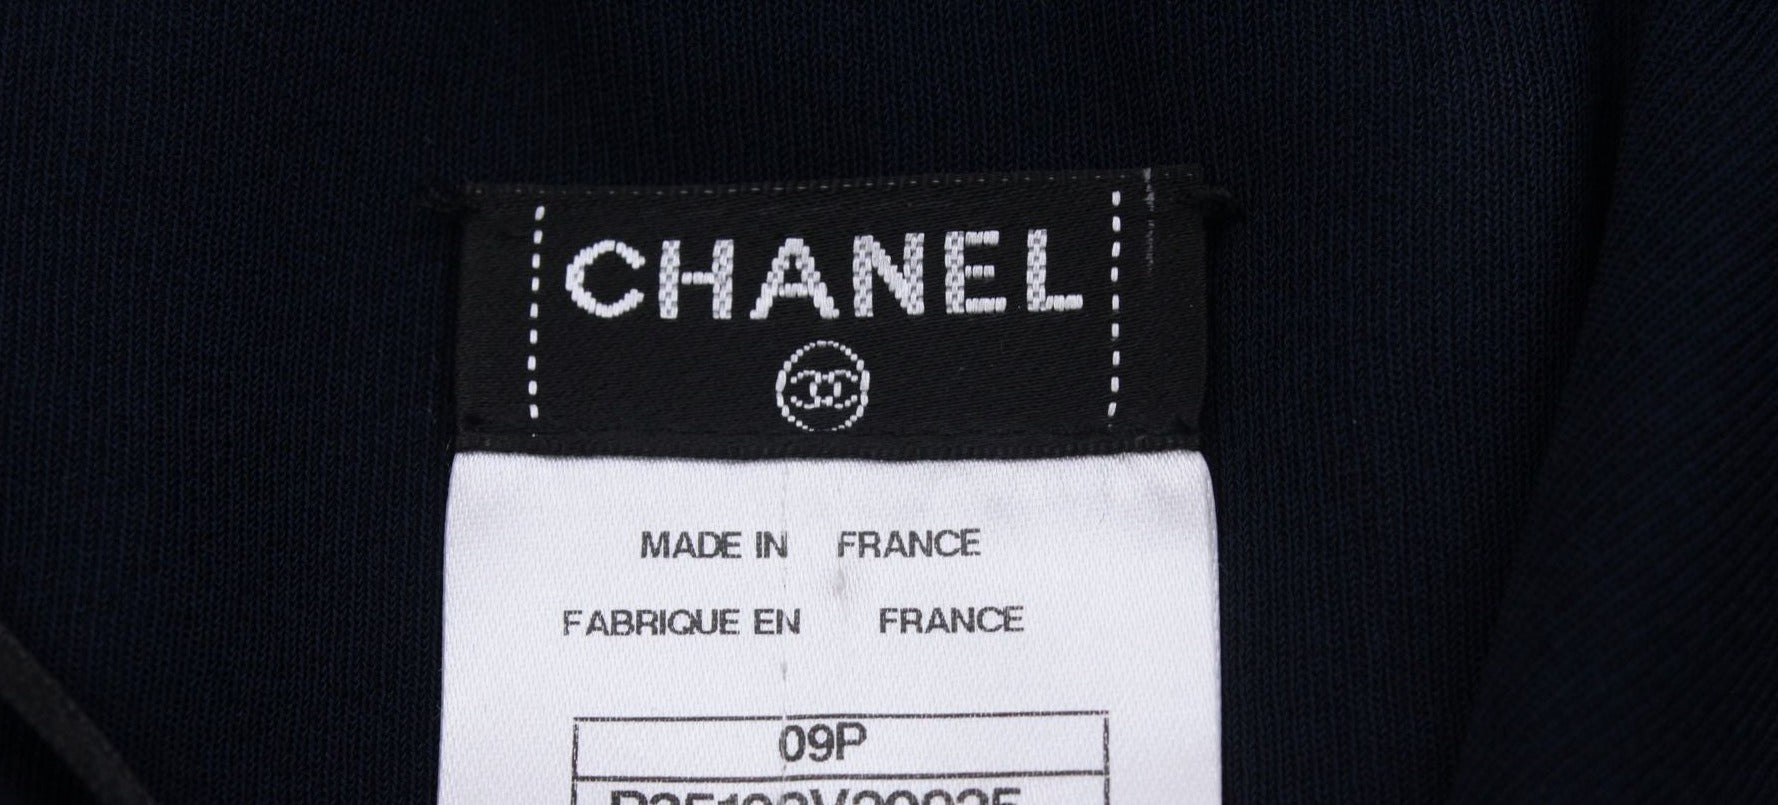 CHANEL
MADE IN FRANCE
FABRIQUE EN FRANCE
09P